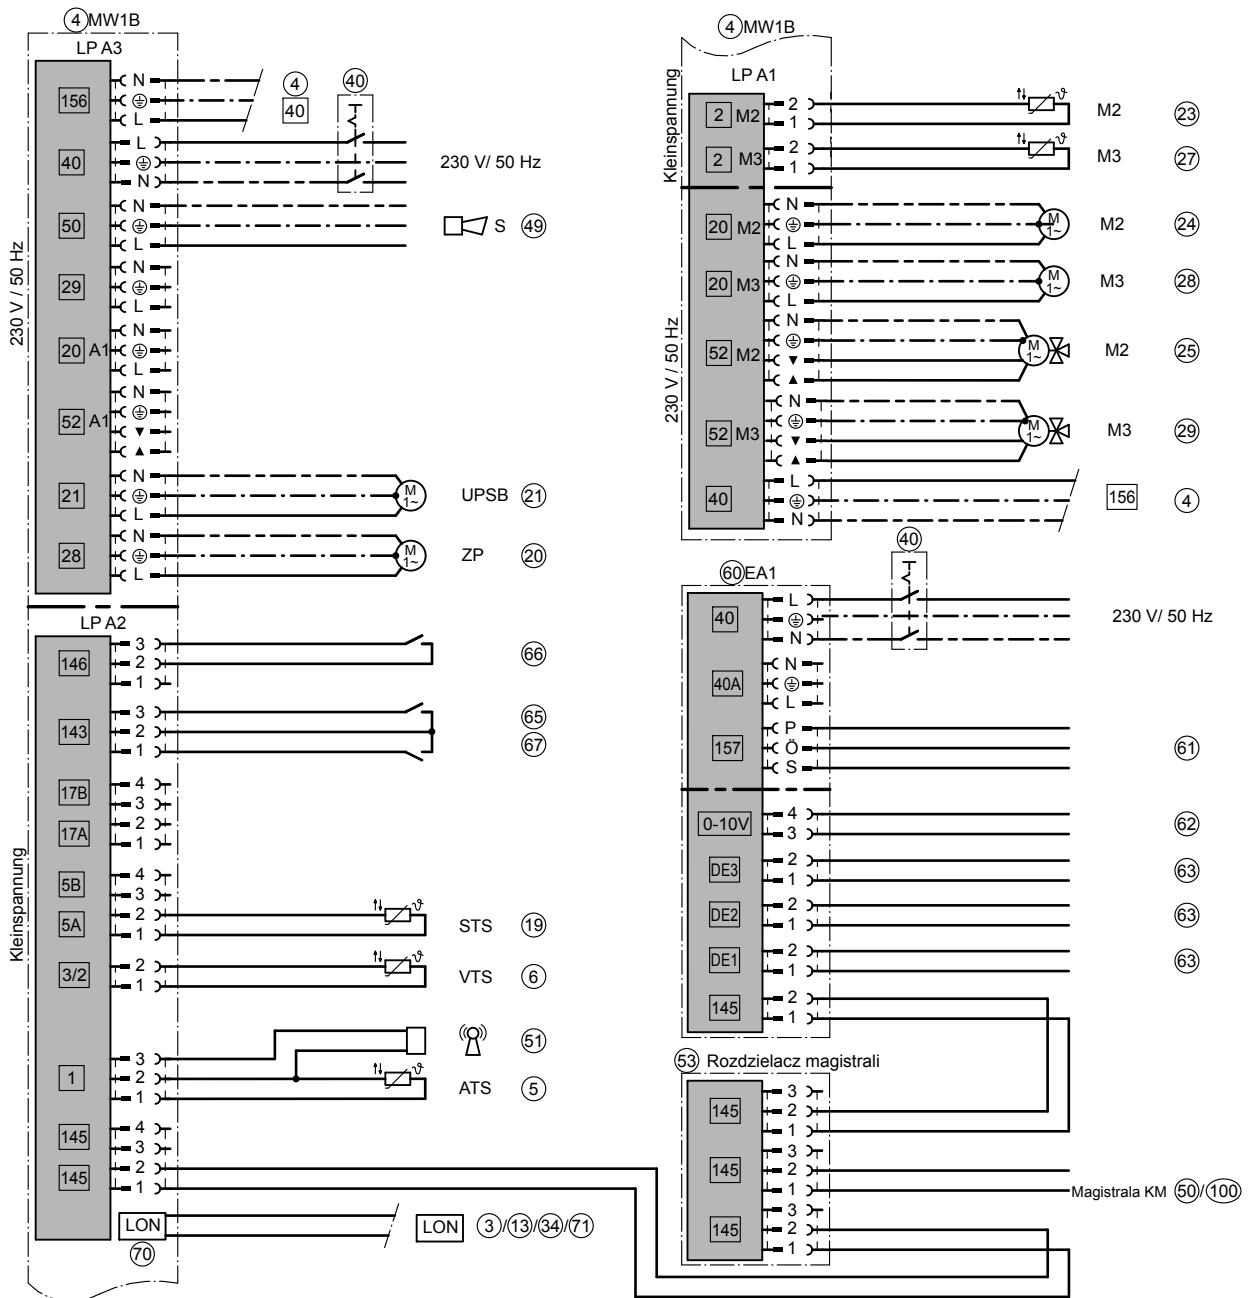 ④MW1B
LP A3
230 V / 50 Hz
156
N
L
④
40
㊵
40
L
N
230 V/ 50 Hz
50
N
L
S
㊾
29
N
L
20 A1
N
L
52 A1
N
▼
▲
21
N
L
M
1~
UPSB
㉑
28
N
L
M
1~
ZP
⑳
LP A2
Kleinspannung
146
3
2
1
66
143
3
2
1
65
67
17B
4
3
17A
2
1
5B
4
3
5A
2
1
ϑ
STS
⑲
3/2
2
1
ϑ
VTS
⑥
51
1
3
2
1
ϑ
ATS
⑤
145
4
3
145
2
1
LON
70
LON
③/⑬/㉞/71
④MW1B
LP A1
Kleinspannung
2 M2
2
1
ϑ
M2
㉓
2 M3
2
1
ϑ
M3
㉗
230 V / 50 Hz
20 M2
N
L
M
1~
M2
㉔
20 M3
N
L
M
1~
M3
㉘
52 M2
N
▼
▲
M
1~
M2
㉕
52 M3
N
▼
▲
M
1~
M3
㉙
40
L
N
156
④
㊵
60 EA1
40
L
N
230 V/ 50 Hz
40A
N
L
157
P
Ö
S
61
0-10V
4
3
62
DE3
2
1
63
DE2
2
1
63
DE1
2
1
63
145
2
1
53 Rozdzielacz magistrali
145
3
2
1
145
3
2
1
Magistrala KM 50/100
145
3
2
1